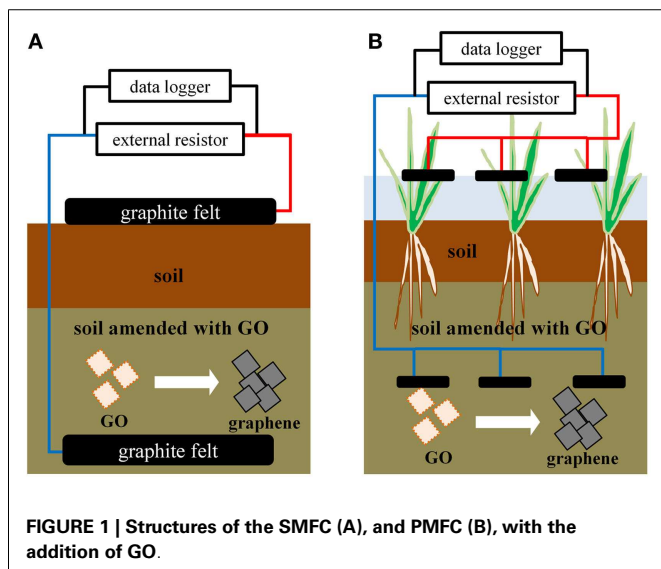 A
data logger
external resistor
graphite felt
soil
soil amended with GO
GO
graphene
graphite felt
B
data logger
external resistor
soil
soil amended with GO
GO
graphene
FIGURE 1 | Structures of the SMFC (A), and PMFC (B), with the
addition of GO.